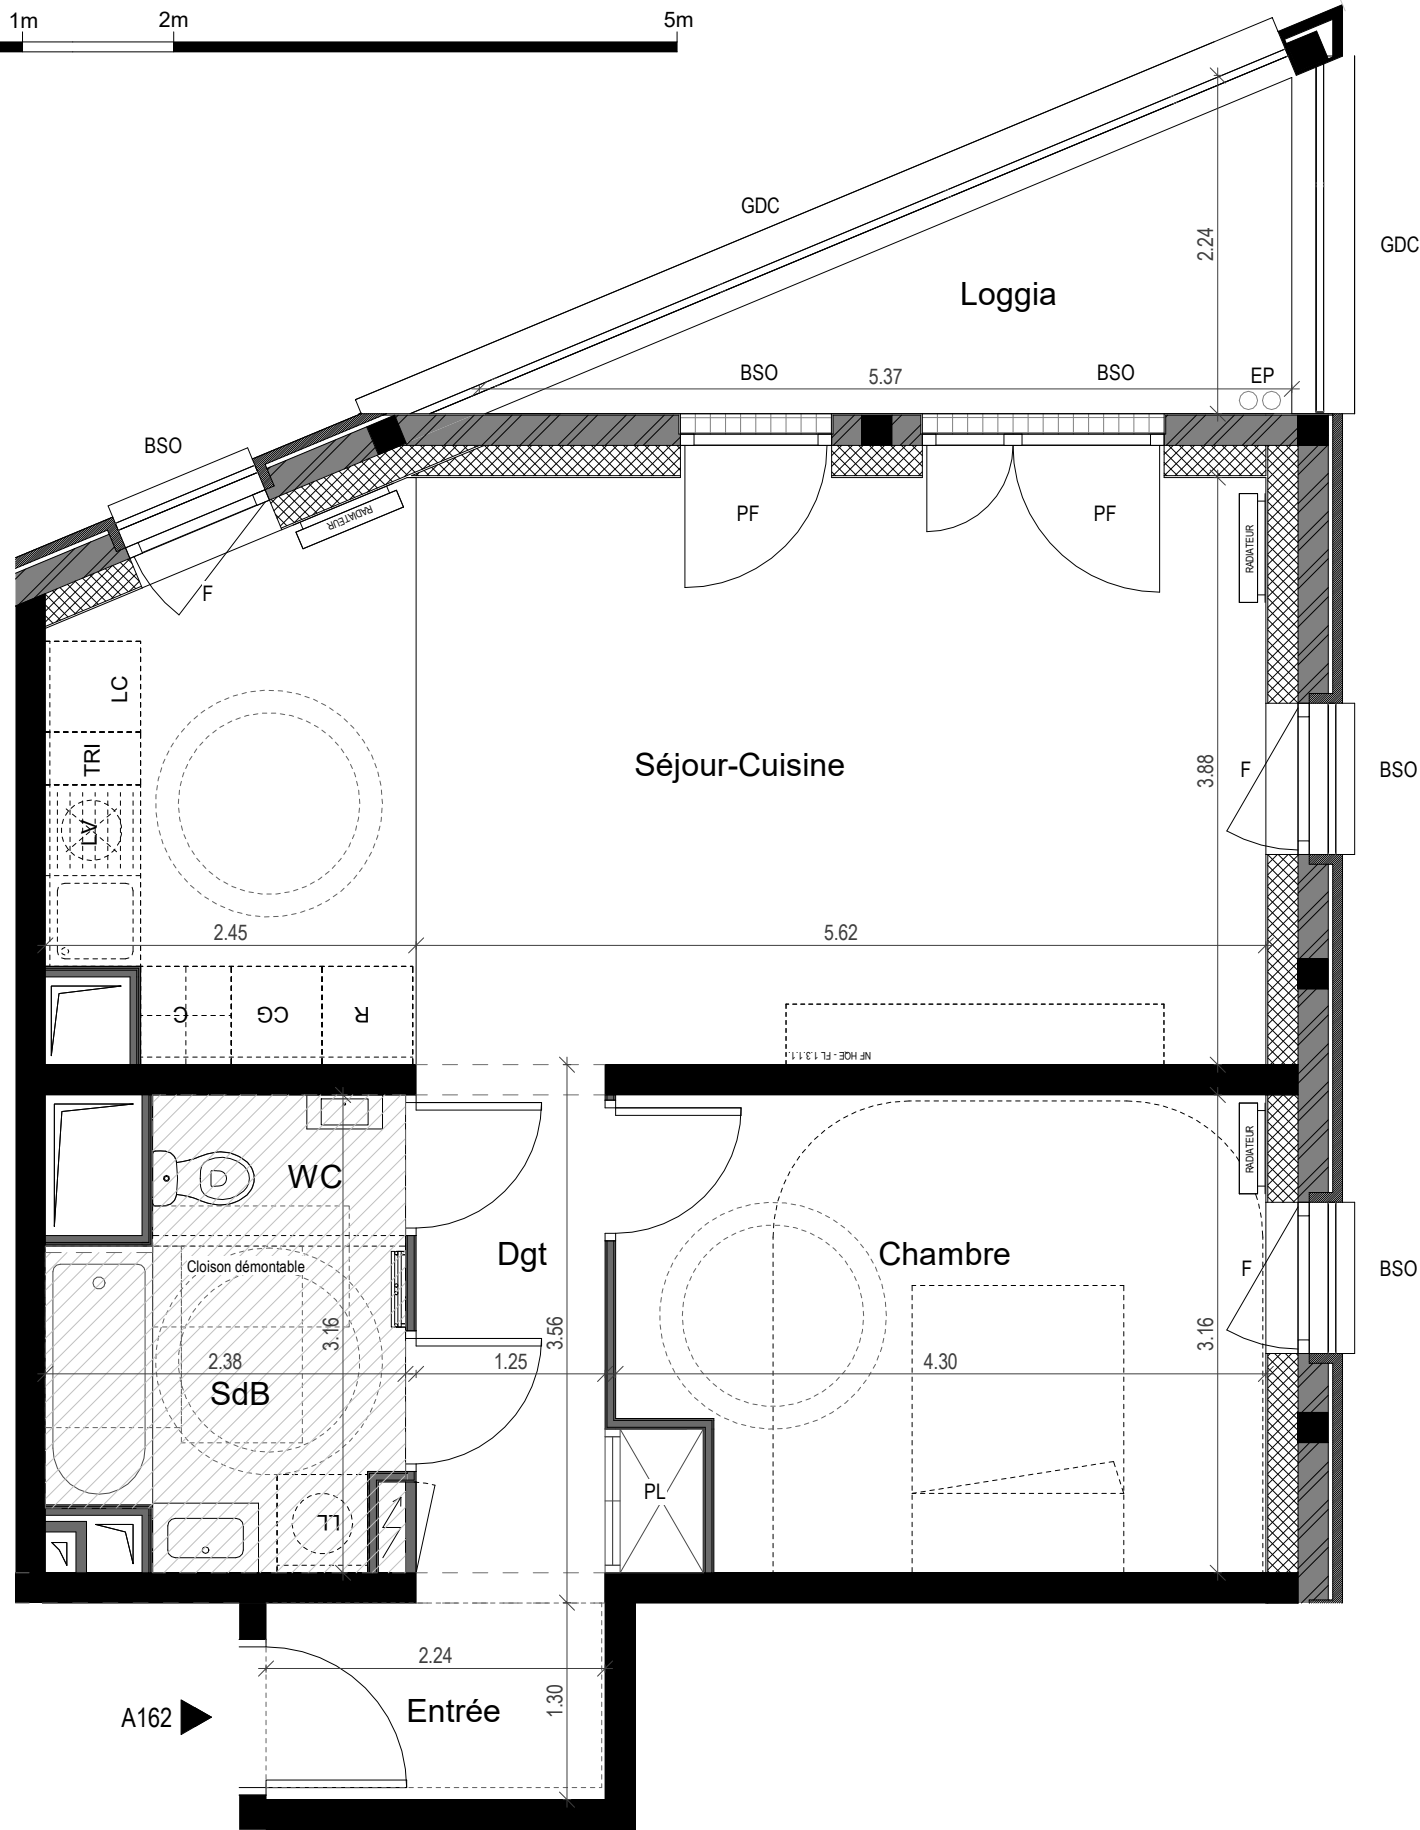 1m 2m 5m
GDC
2.24
GDC
Loggia
BSO 5.37 BSO EP
BSO
RADIATEUR
PF PF
RADIATEUR
F
LC
TRI
LV
Séjour-Cuisine
3.88
F
BSO
2.45 5.62
C CG R
NF HQE - FL 1.3.1.1.
WC
RADIATEUR
Dgt
Chambre
Cloison démontable
F
BSO
3.16
3.56
3.16
2.38 1.25 4.30
SdB
PL
LL
2.24
1.30
Entrée
A162